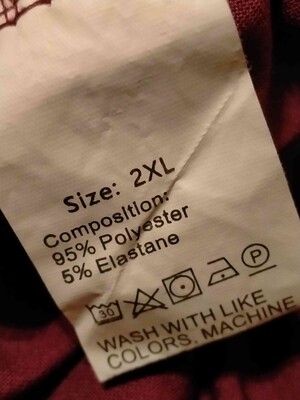 Size: 2XL
Composition:
95% Polyester
5% Elastane
30 P
WASH WITH LIKE
COLORS. MACHINE